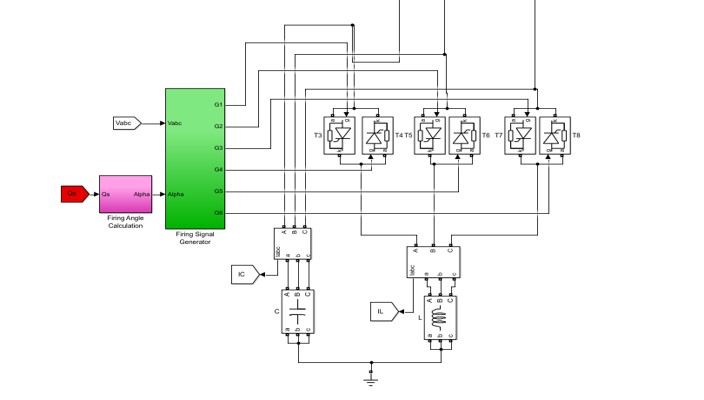 G1
Vabc
Vabc
G2
T3
T4
T5
T6
T7
T8
G3
G4
Qs
Alpha
Alpha
G5
G6
Firing Angle
Calculation
Firing Signal
Generator
A
B
C
A
B
C
Iabc
a
b
c
IC
Iabc
a
b
c
A
B
C
A
B
C
C
IL
L
a
b
c
a
b
c